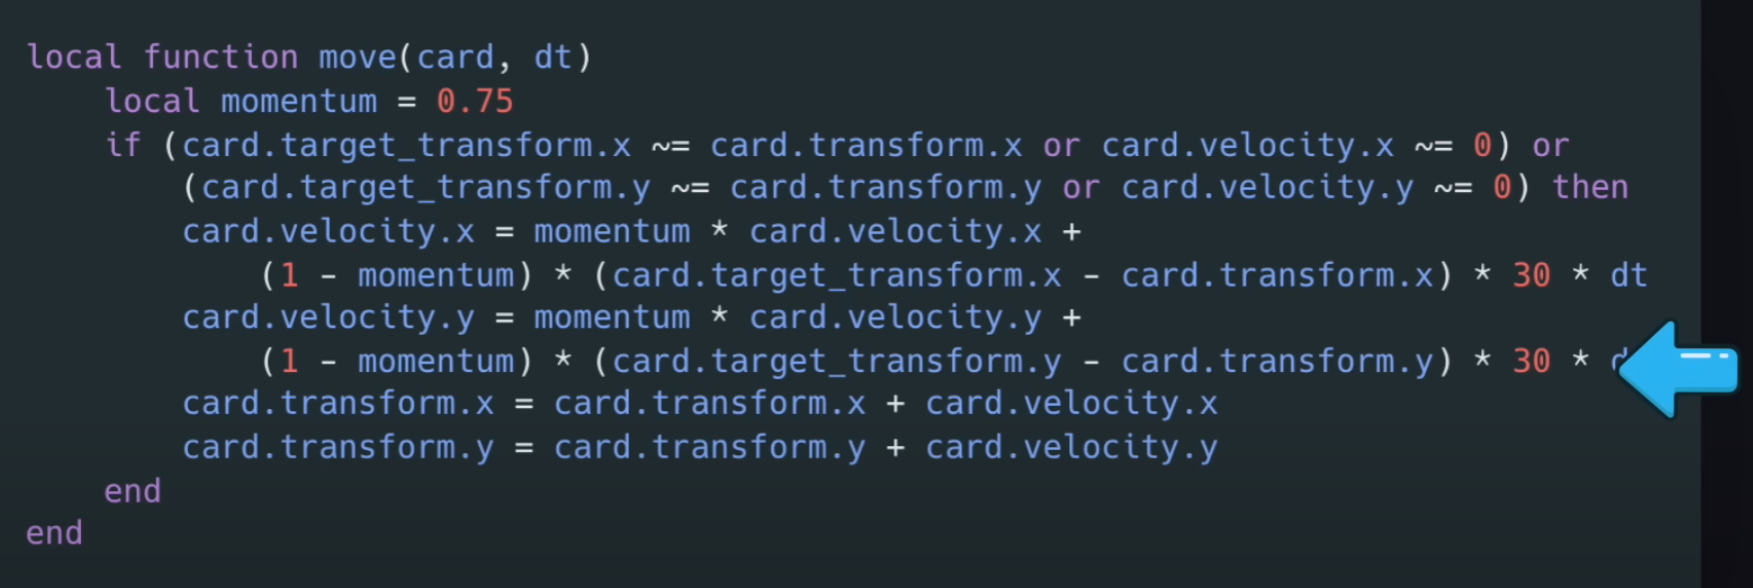 local function move(card, dt)
    local momentum = 0.75
    if (card.target_transform.x ~= card.transform.x or card.velocity.x ~= 0) or
        (card.target_transform.y ~= card.transform.y or card.velocity.y ~= 0) then
        card.velocity.x = momentum * card.velocity.x +
            (1 - momentum) * (card.target_transform.x - card.transform.x) * 30 * dt
        card.velocity.y = momentum * card.velocity.y +
            (1 - momentum) * (card.target_transform.y - card.transform.y) * 30 *
        card.transform.x = card.transform.x + card.velocity.x
        card.transform.y = card.transform.y + card.velocity.y
    end
end